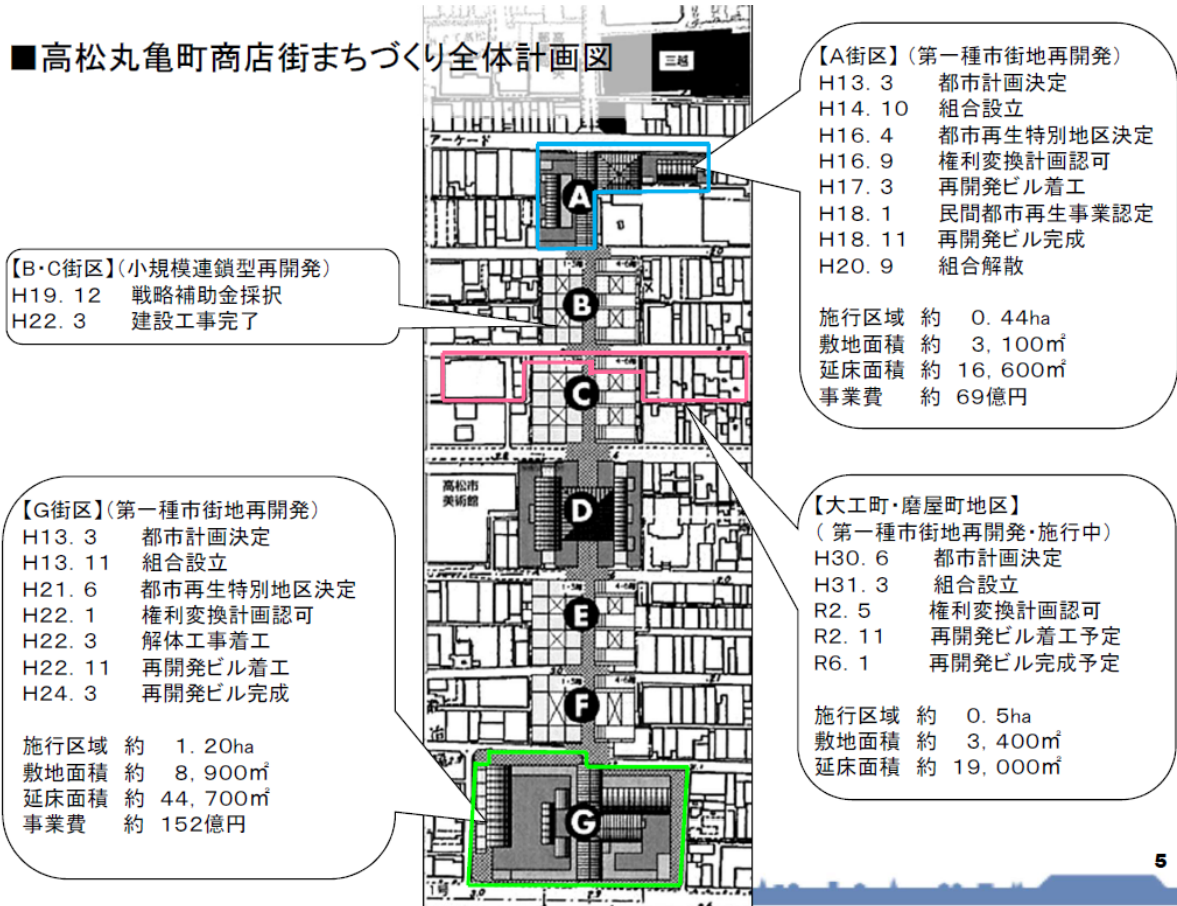 ■高松丸亀町商店街まちづくり全体計画図
三越
アーケード
【A街区】(第一種市街地再開発)
H13. 3 都市計画決定
H14. 10 組合設立
H16. 4 都市再生特別地区決定
H16. 9 権利変換計画認可
H17. 3 再開発ビル着工
H18. 1 民間都市再生事業認定
H18. 11 再開発ビル完成
H20. 9 組合解散
施行区域 約 0. 44ha
敷地面積 約 3, 100㎡
延床面積 約 16, 600㎡
事業費 約 69億円
【B・C街区】(小規模連鎖型再開発)
H19. 12 戦略補助金採択
H22. 3 建設工事完了
A
B
C
高松市
美術館
D
E
F
G
【G街区】(第一種市街地再開発)
H13. 3 都市計画決定
H13. 11 組合設立
H21. 6 都市再生特別地区決定
H22. 1 権利変換計画認可
H22. 3 解体工事着工
H22. 11 再開発ビル着工
H24. 3 再開発ビル完成
施行区域 約 1. 20ha
敷地面積 約 8, 900㎡
延床面積 約 44, 700㎡
事業費 約 152億円
【大工町・磨屋町地区】
( 第一種市街地再開発・施行中)
H30. 6 都市計画決定
H31. 3 組合設立
R2. 5 権利変換計画認可
R2. 11 再開発ビル着工予定
R6. 1 再開発ビル完成予定
施行区域 約 0. 5ha
敷地面積 約 3, 400㎡
延床面積 約 19, 000㎡
5